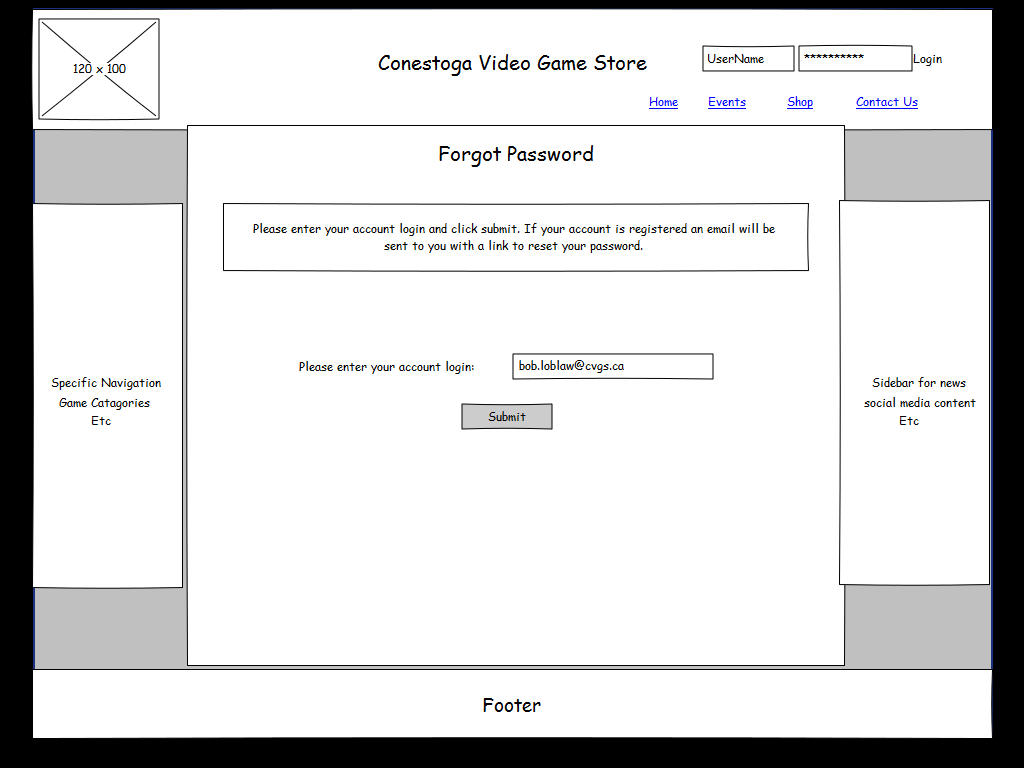 120 x 100
Conestoga Video Game Store
UserName
**********
Login
Home
Events
Shop
Contact Us
Forgot Password
Please enter your account login and click submit. If your account is registered an email will be
sent to you with a link to reset your password.
Please enter your account login:
bob.loblaw@cvgs.ca
Submit
Specific Navigation
Game Catagories
Etc
Sidebar for news
social media content
Etc
Footer